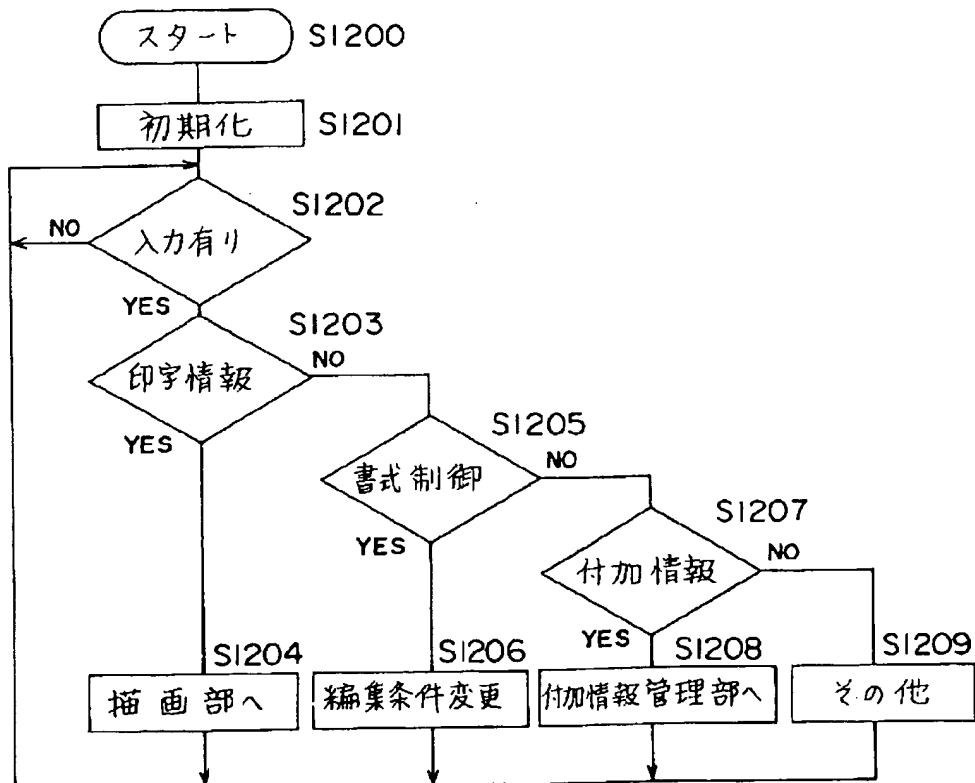 スタート S1200
初期化 S1201
S1202
NO 入力有り
YES
S1203
印字情報 NO
YES
S1205
書式制御 NO
YES
S1207
付加情報 NO
YES
S1204 S1206 S1208 S1209
描画部へ 編集条件変更 付加情報管理部へ その他